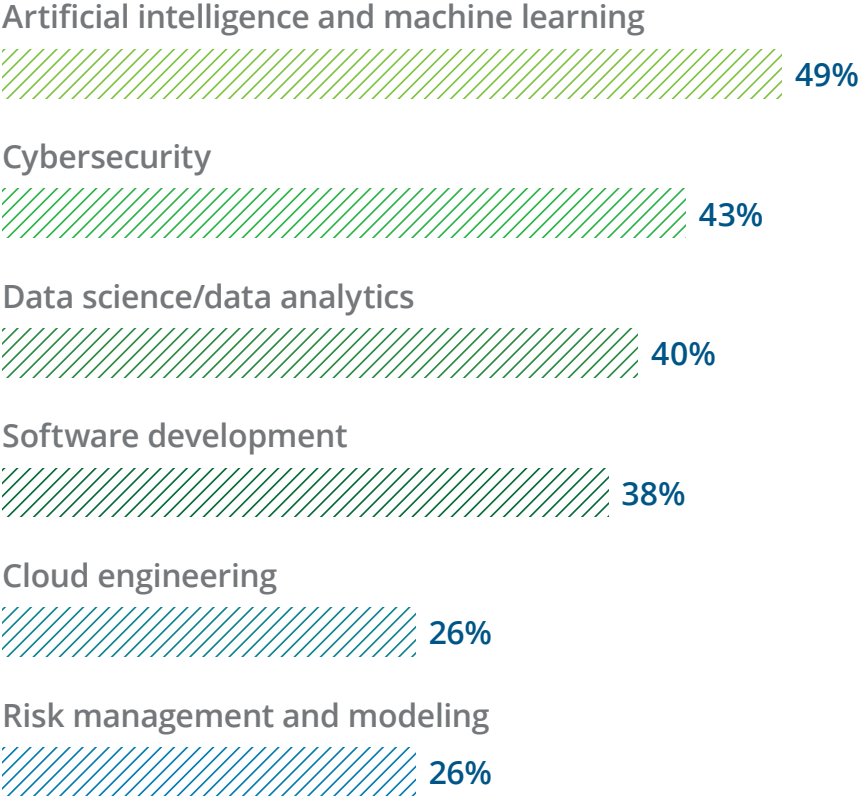 Artificial intelligence and machine learning
49%
Cybersecurity
43%
Data science/data analytics
40%
Software development
38%
Cloud engineering
26%
Risk management and modeling
26%